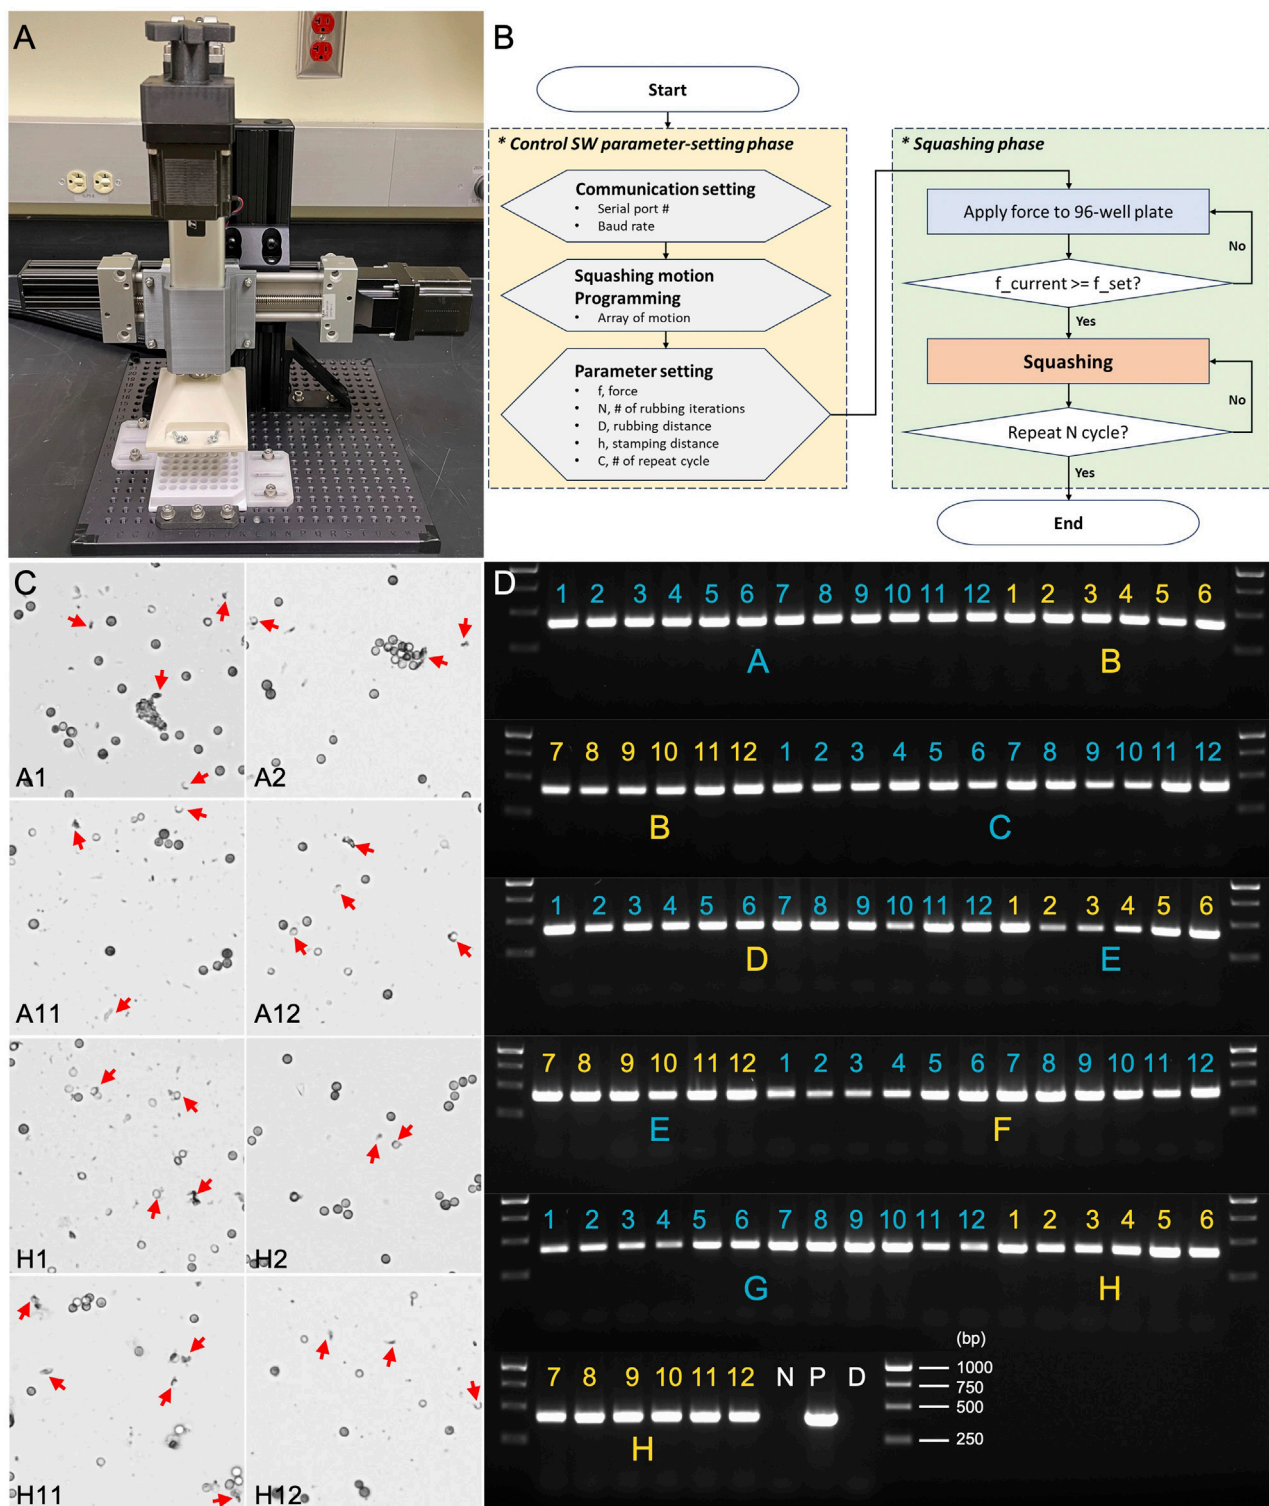 A
B
Start
* Control SW parameter-setting phase
Communication setting
• Serial port #
• Baud rate
Squashing motion
Programming
• Array of motion
Parameter setting
• f, force
• N, # of rubbing iterations
• D, rubbing distance
• h, stamping distance
• C, # of repeat cycle
* Squashing phase
Apply force to 96-well plate
No
f_current >= f_set?
Yes
Squashing
No
Repeat N cycle?
Yes
End
C
A1
A2
A11
A12
H1
H2
H11
H12
D
1 2 3 4 5 6 7 8 9 10 11 12 1 2 3 4 5 6
A B
7 8 9 10 11 12 1 2 3 4 5 6 7 8 9 10 11 12
B C
1 2 3 4 5 6 7 8 9 10 11 12 1 2 3 4 5 6
D E
7 8 9 10 11 12 1 2 3 4 5 6 7 8 9 10 11 12
E F
1 2 3 4 5 6 7 8 9 10 11 12 1 2 3 4 5 6
G H
(bp)
7 8 9 10 11 12 N P D
1000
750
500
250
H